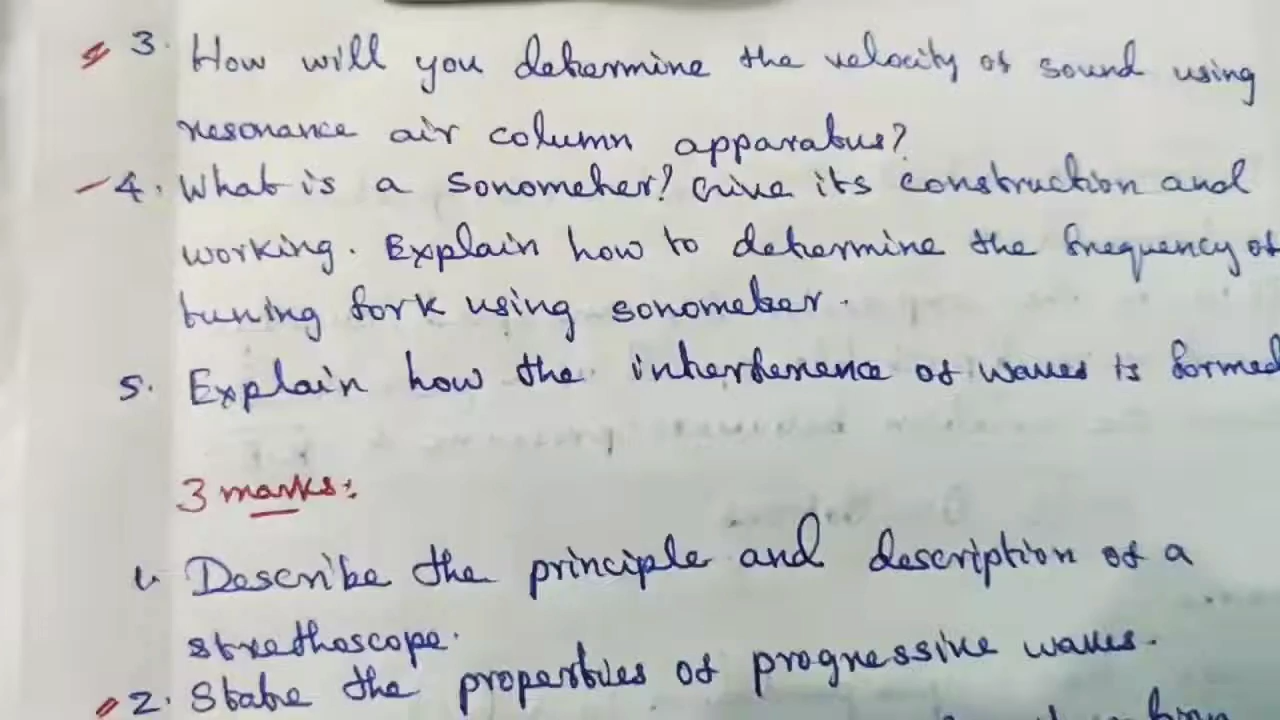 3. How will you determine the velocity of sound using
resonance air column apparatus?
4. What is a sonometer? Give its construction and
working. Explain how to determine the frequency of
tuning fork using sonometer.
5. Explain how the interference of waves is formed
3 marks:
1. Describe the principle and description of a
strethoscope.
2. State the properties of progressive waves.